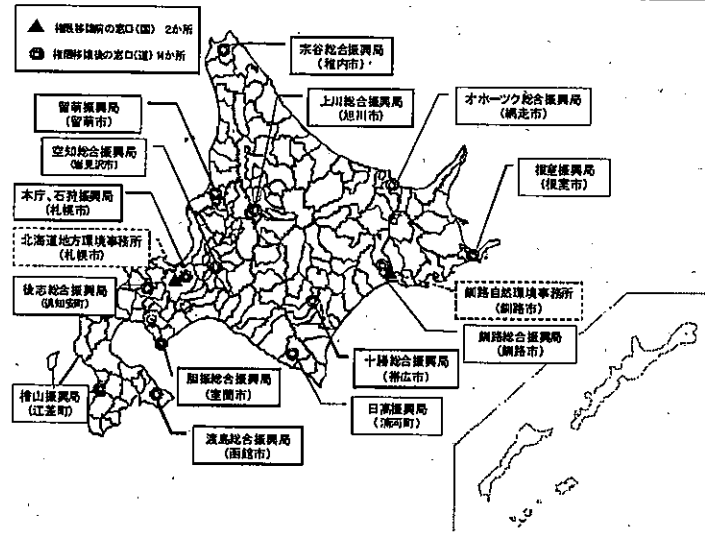 ▲ 権限移譲前の窓口(国) 2か所
◎ 権限移譲後の窓口(道) 14か所
宗谷総合振興局
(稚内市)
上川総合振興局
(旭川市)
オホーツク総合振興局
(網走市)
留萌振興局
(留萌市)
空知総合振興局
(岩見沢市)
根室振興局
(根室市)
本庁、石狩振興局
(札幌市)
北海道地方環境事務所
(札幌市)
後志総合振興局
(倶知安町)
釧路自然環境事務所
(釧路市)
釧路総合振興局
(釧路市)
十勝総合振興局
(帯広市)
胆振総合振興局
(室蘭市)
檜山振興局
(江差町)
日高振興局
(浦河町)
渡島総合振興局
(函館市)